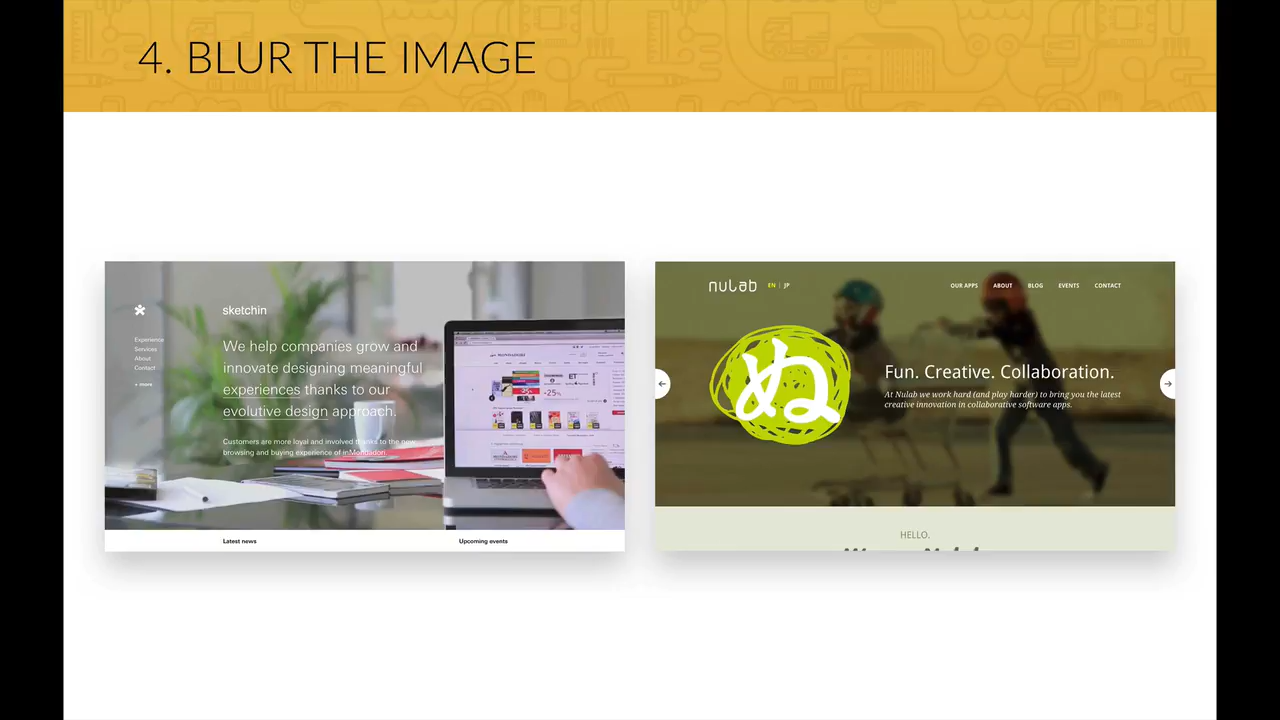 4. BLUR THE IMAGE
sketchin
Experience
Services
About
Contact
+ more
We help companies grow and
innovate designing meaningful
experiences thanks to our
evolutive design approach.
Customers are more loyal and involved thanks to the new
browsing and buying experience of inMondadori
MONDADORI
-25%
Latest news
Upcoming events
nulab
EN | JP
OUR APPS
ABOUT
BLOG
EVENTS
CONTACT
ぬ
Fun. Creative. Collaboration.
At Nulab we work hard (and play harder) to bring you the latest
creative innovation in collaborative software apps.
HELLO.